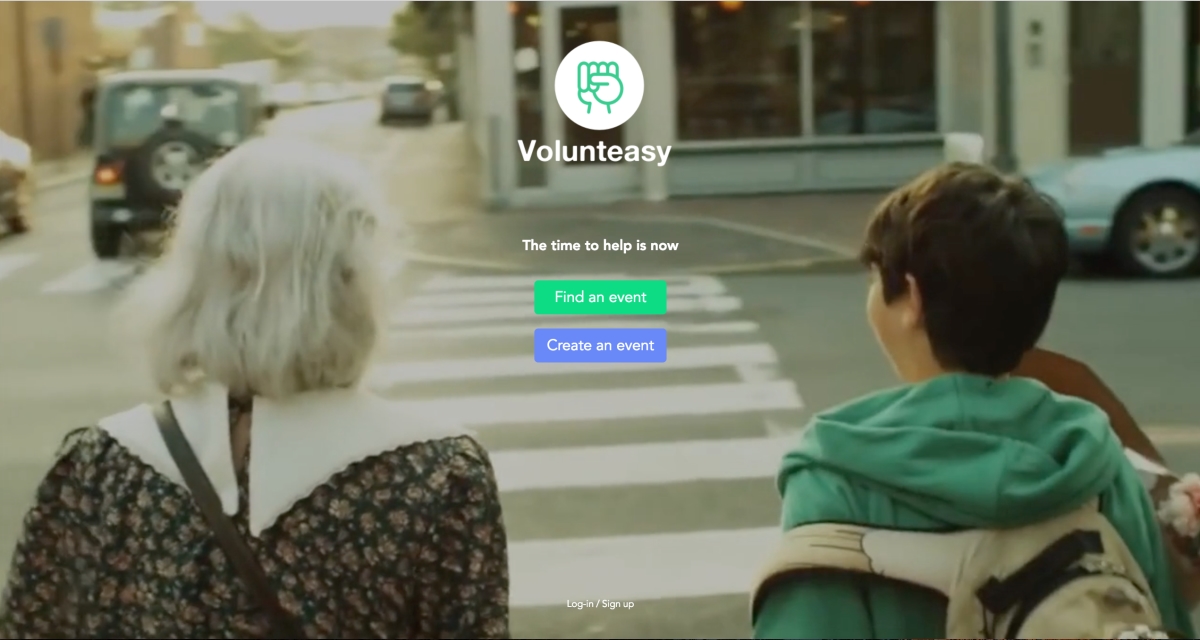 Volunteasy
The time to help is now
Find an event
Create an event
Log-in / Sign up